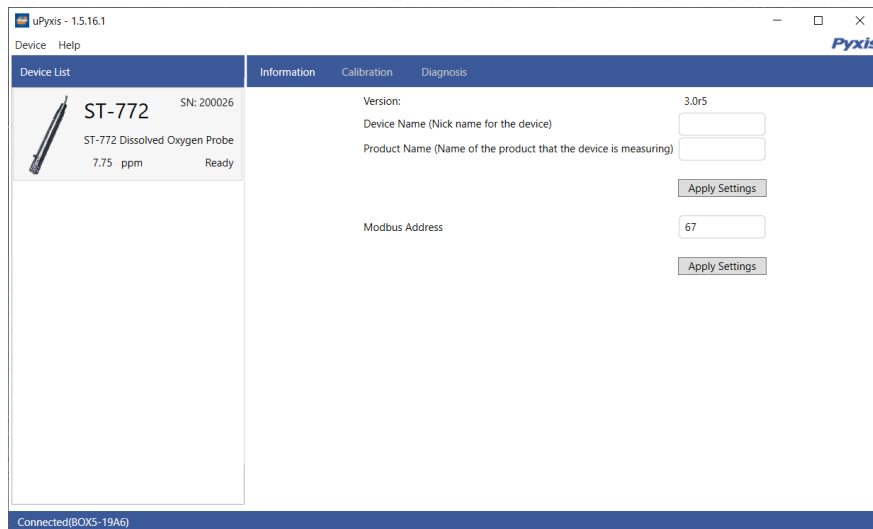 uPyxis - 1.5.16.1
Device Help
Pyxis
Device List
Information Calibration Diagnosis
ST-772 SN: 200026
ST-772 Dissolved Oxygen Probe
7.75 ppm Ready
Version: 3.0r5
Device Name (Nick name for the device)
Product Name (Name of the product that the device is measuring)
Apply Settings
Modbus Address 67
Apply Settings
Connected(BOX5-19A6)